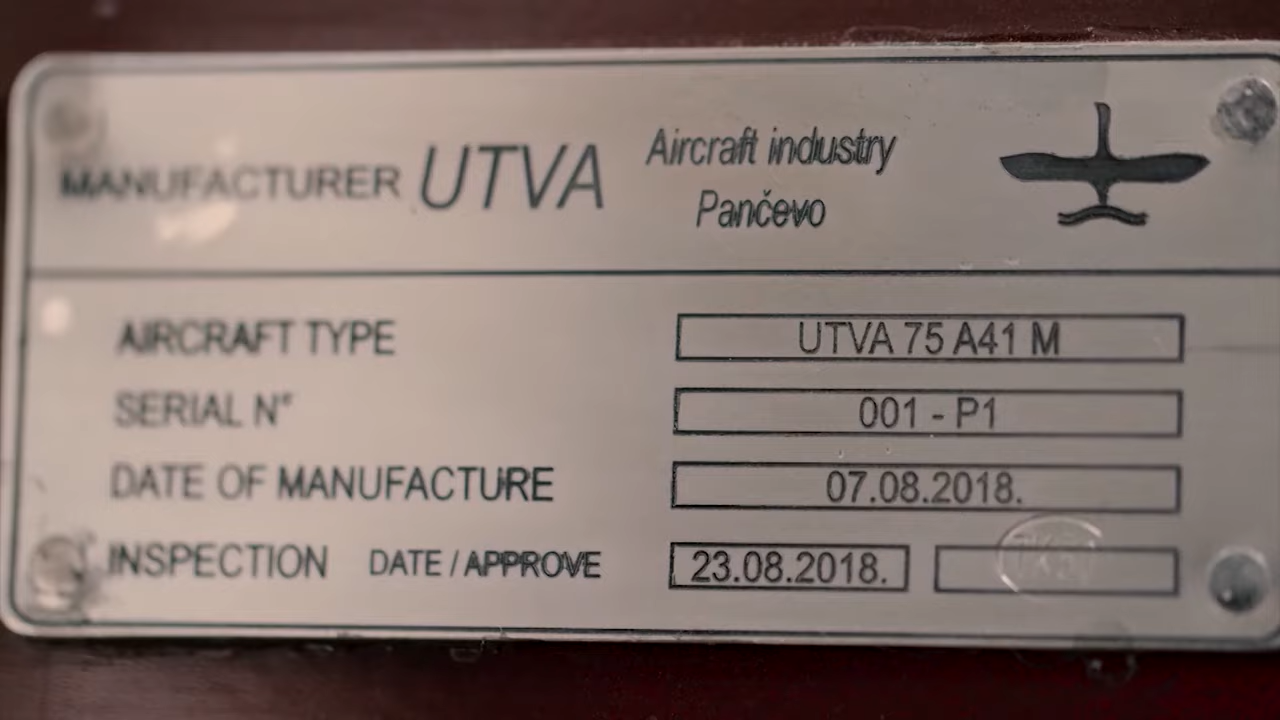 MANUFACTURER UTVA Aircraft industry
Pančevo
AIRCRAFT TYPE UTVA 75 A41 M
SERIAL N° 001 - P1
DATE OF MANUFACTURE 07.08.2018.
INSPECTION DATE / APPROVE 23.08.2018.